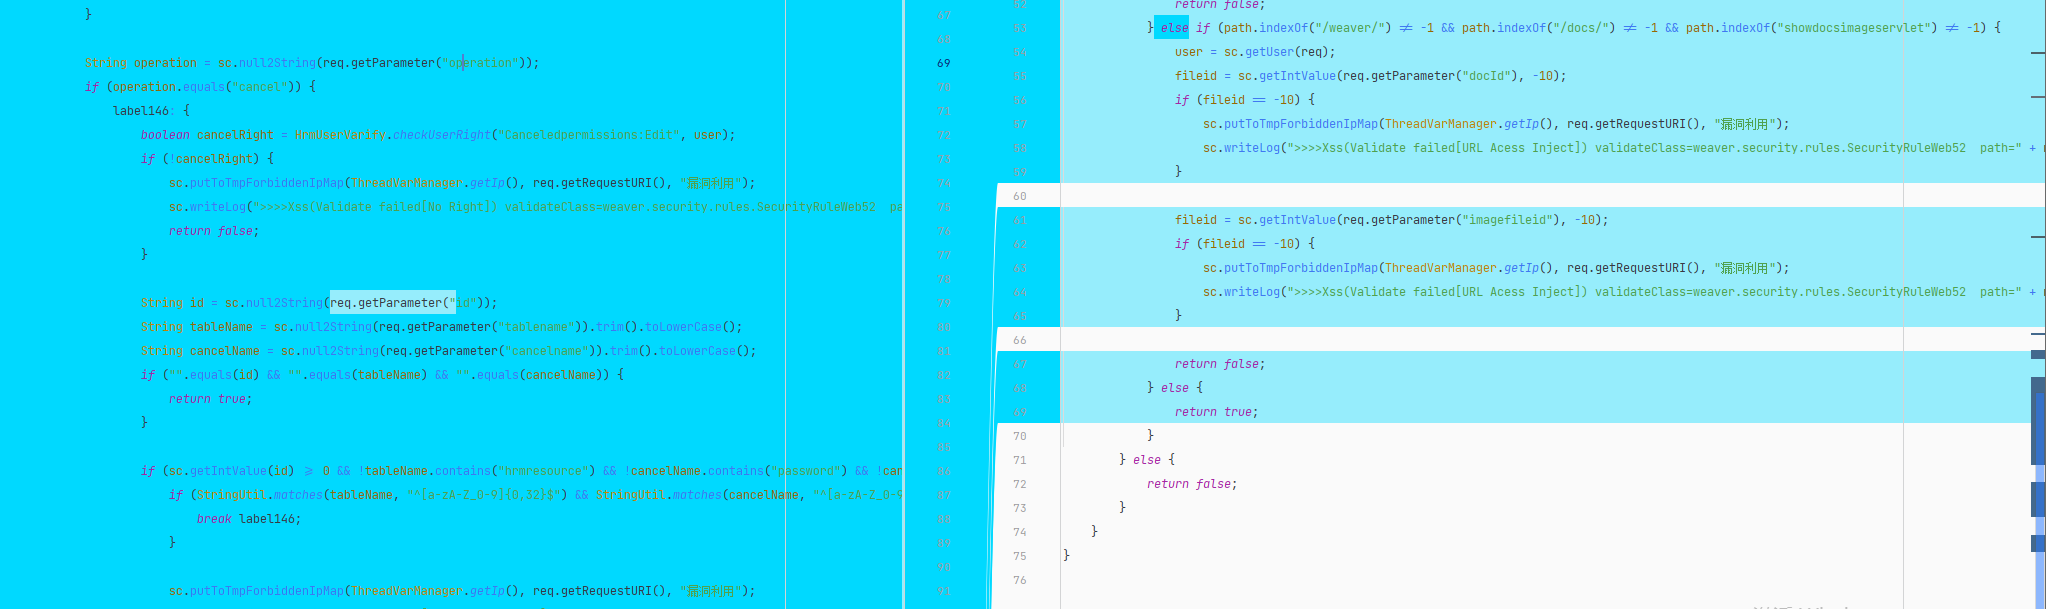 }
67
68
String operation = sc.null2String(req.getParameter("operation"));
69
if (operation.equals("cancel")) {
70
label146: {
71
boolean cancelRight = HrmUserVarify.checkUserRight("Canceledpermissions:Edit", user);
72
if (!cancelRight) {
73
sc.putToTmpForbiddenIpMap(ThreadVarManager.getIp(), req.getRequestURI(), "漏洞利用");
74
sc.writeLog(">>>>Xss(Validate failed[No Right]) validateClass=weaver.security.rules.SecurityRuleWeb52  pa
75
return false;
76
}
77
78
String id = sc.null2String(req.getParameter("id"));
79
String tableName = sc.null2String(req.getParameter("tablename")).trim().toLowerCase();
80
String cancelName = sc.null2String(req.getParameter("cancelname")).trim().toLowerCase();
81
if ("".equals(id) && "".equals(tableName) && "".equals(cancelName)) {
82
return true;
83
}
84
85
if (sc.getIntValue(id) ≥ 0 && !tableName.contains("hrmresource") && !cancelName.contains("password") && !can
86
if (StringUtil.matches(tableName, "^[a-zA-Z_0-9]{0,32}$") && StringUtil.matches(cancelName, "^[a-zA-Z_0-9
87
break label146;
88
}
89
90
sc.putToTmpForbiddenIpMap(ThreadVarManager.getIp(), req.getRequestURI(), "漏洞利用");
91
52 return false;
53 } else if (path.indexOf("/weaver/") ≠ -1 && path.indexOf("/docs/") ≠ -1 && path.indexOf("showdocsimageservlet") ≠ -1) {
54 user = sc.getUser(req);
55 fileid = sc.getIntValue(req.getParameter("docId"), -10);
56 if (fileid == -10) {
57 sc.putToTmpForbiddenIpMap(ThreadVarManager.getIp(), req.getRequestURI(), "漏洞利用");
58 sc.writeLog(">>>>Xss(Validate failed[URL Acess Inject]) validateClass=weaver.security.rules.SecurityRuleWeb52  path=" +
59 }
60
61 fileid = sc.getIntValue(req.getParameter("imagefileid"), -10);
62 if (fileid == -10) {
63 sc.putToTmpForbiddenIpMap(ThreadVarManager.getIp(), req.getRequestURI(), "漏洞利用");
64 sc.writeLog(">>>>Xss(Validate failed[URL Acess Inject]) validateClass=weaver.security.rules.SecurityRuleWeb52  path=" +
65 }
66
67 return false;
68 } else {
69 return true;
70 }
71 } else {
72 return false;
73 }
74 }
75 }
76